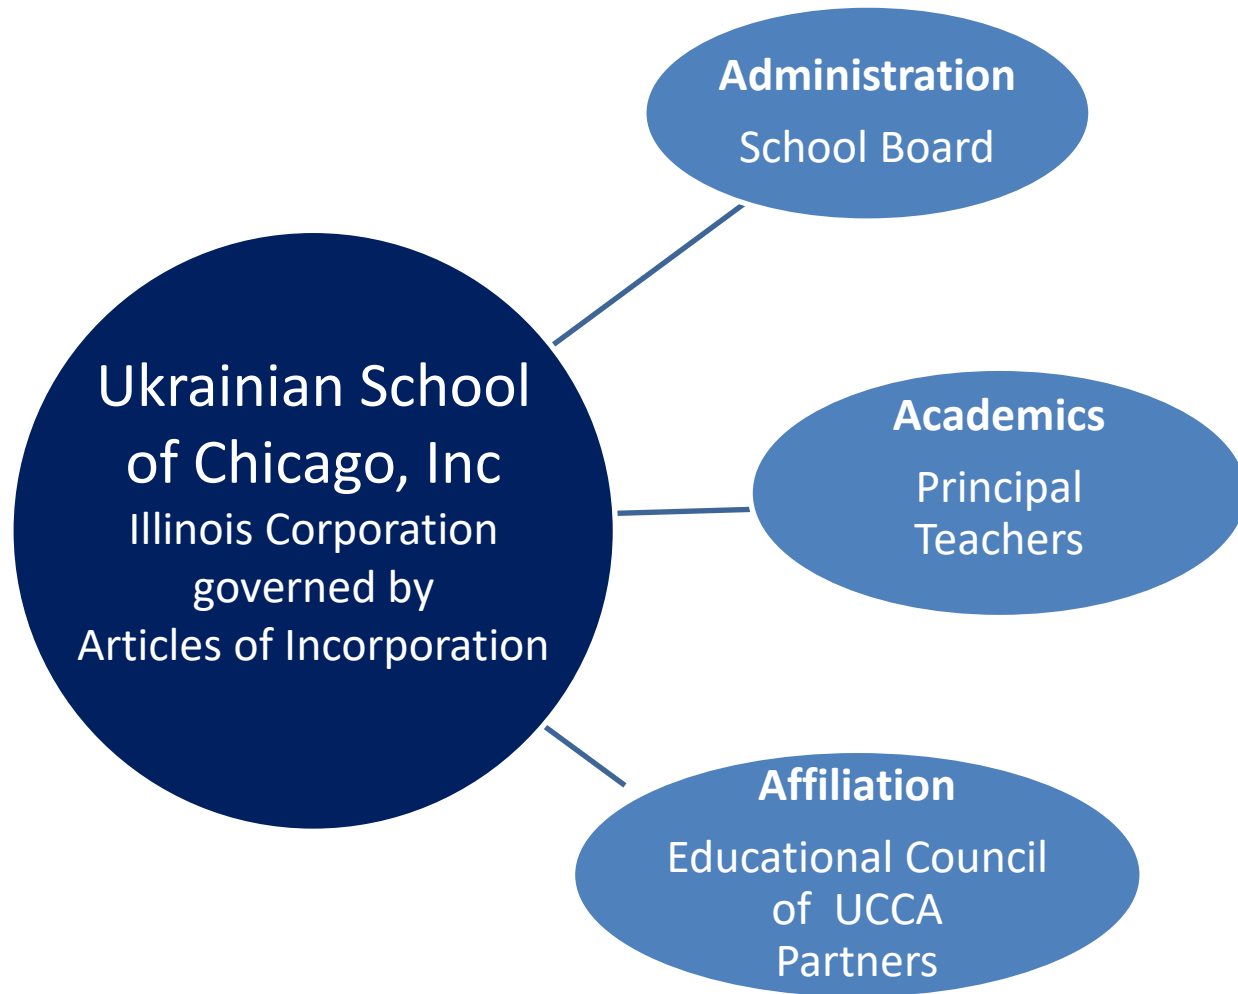 Ukrainian School
of Chicago, Inc
Illinois Corporation
governed by
Articles of Incorporation
Administration
School Board
Academics
Principal
Teachers
Affiliation
Educational Council
of UCCA
Partners